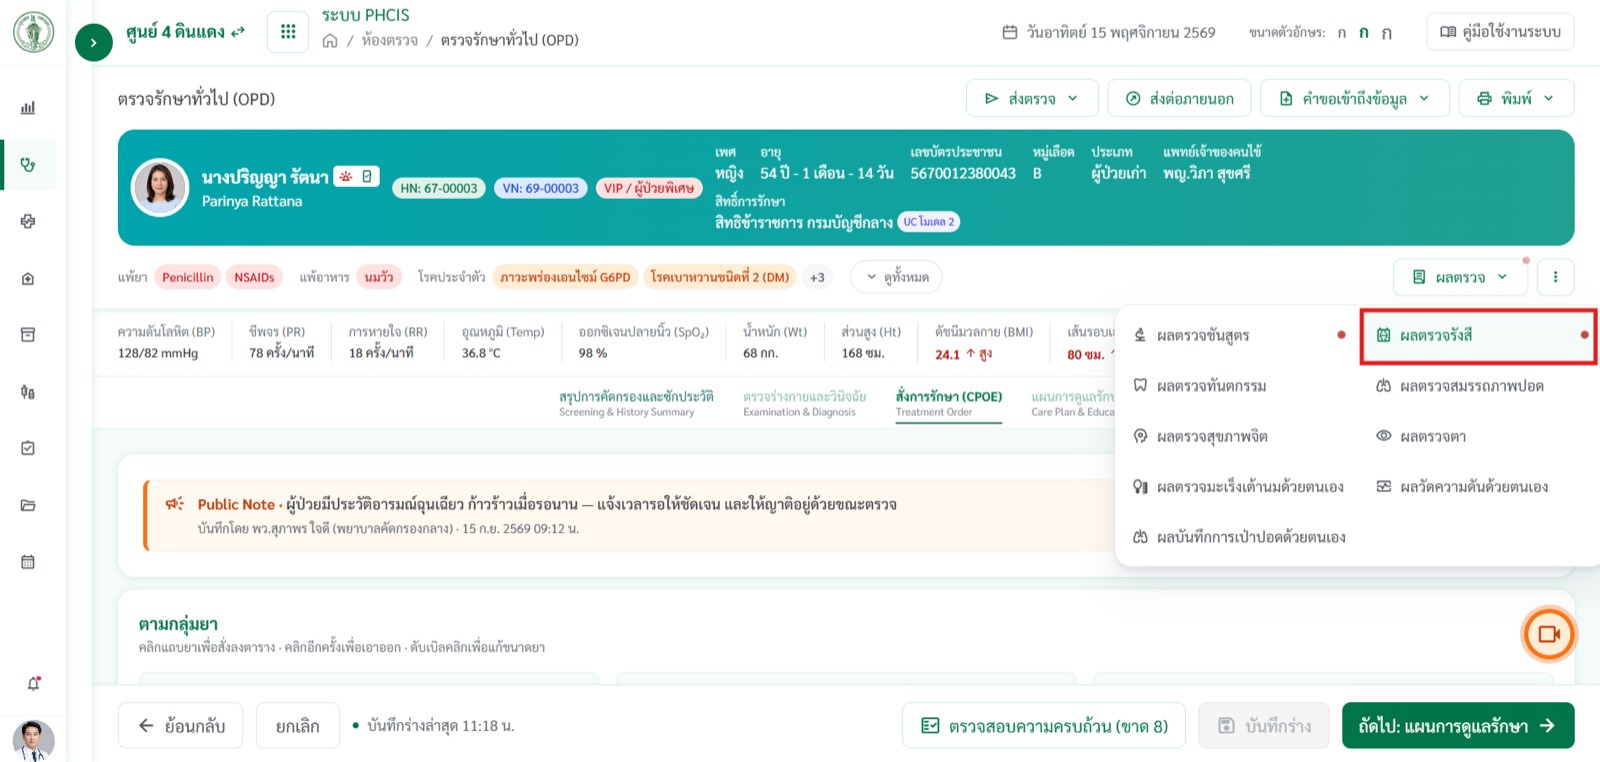 ศูนย์ 4 ดินแดง
ระบบ PHCIS
/ ห้องตรวจ / ตรวจรักษาทั่วไป (OPD)
วันอาทิตย์ 15 พฤศจิกายน 2569
ขนาดตัวอักษร: ก ก ก
คู่มือใช้งานระบบ
ตรวจรักษาทั่วไป (OPD)
ส่งตรวจ
ส่งต่อภายนอก
คำขอเข้าถึงข้อมูล
พิมพ์
นางปริญญา รัตนา
Parinya Rattana
HN: 67-00003
VN: 69-00003
VIP / ผู้ป่วยพิเศษ
เพศ อายุ เลขบัตรประชาชน หมู่เลือด ประเภท แพทย์เจ้าของคนไข้
หญิง 54 ปี - 1 เดือน - 14 วัน 5670012380043 B ผู้ป่วยเก่า พญ.วิภา สุขศรี
สิทธิ์การรักษา
สิทธิข้าราชการ กรมบัญชีกลาง UC โมเดล 2
แพ้ยา Penicillin NSAIDs แพ้อาหาร นมวัว โรคประจำตัว ภาวะพร่องเอนไซม์ G6PD โรคเบาหวานชนิดที่ 2 (DM) +3 ดูทั้งหมด
ผลตรวจ
ความดันโลหิต (BP) ชีพจร (PR) การหายใจ (RR) อุณหภูมิ (Temp) ออกซิเจนปลายนิ้ว (SpO₂) น้ำหนัก (Wt) ส่วนสูง (Ht) ดัชนีมวลกาย (BMI) เส้นรอบเ
128/82 mmHg 78 ครั้ง/นาที 18 ครั้ง/นาที 36.8 °C 98 % 68 กก. 168 ซม. 24.1 ↑ สูง 80 ซม.
ผลตรวจชันสูตร
ผลตรวจรังสี
ผลตรวจทันตกรรม
ผลตรวจสมรรถภาพปอด
ผลตรวจสุขภาพจิต
ผลตรวจตา
ผลตรวจมะเร็งเต้านมด้วยตนเอง
ผลวัดความดันด้วยตนเอง
ผลบันทึกการเป่าปอดด้วยตนเอง
สรุปการคัดกรองและซักประวัติ
Screening & History Summary
ตรวจร่างกายและวินิจฉัย
Examination & Diagnosis
สั่งการรักษา (CPOE)
Treatment Order
แผนการดูแลรักษ
Care Plan & Educa
Public Note · ผู้ป่วยมีประวัติอารมณ์ฉุนเฉียว ก้าวร้าวเมื่อรอนาน — แจ้งเวลารอให้ชัดเจน และให้ญาติอยู่ด้วยขณะตรวจ
บันทึกโดย พว.สุภาพร ใจดี (พยาบาลคัดกรองกลาง) · 15 ก.ย. 2569 09:12 น.
ตามกลุ่มยา
คลิกแถบยาเพื่อสั่งลงตาราง · คลิกอีกครั้งเพื่อเอาออก · ดับเบิลคลิกเพื่อแก้ขนาดยา
ย้อนกลับ
ยกเลิก
บันทึกร่างล่าสุด 11:18 น.
ตรวจสอบความครบถ้วน (ขาด 8)
บันทึกร่าง
ถัดไป: แผนการดูแลรักษา